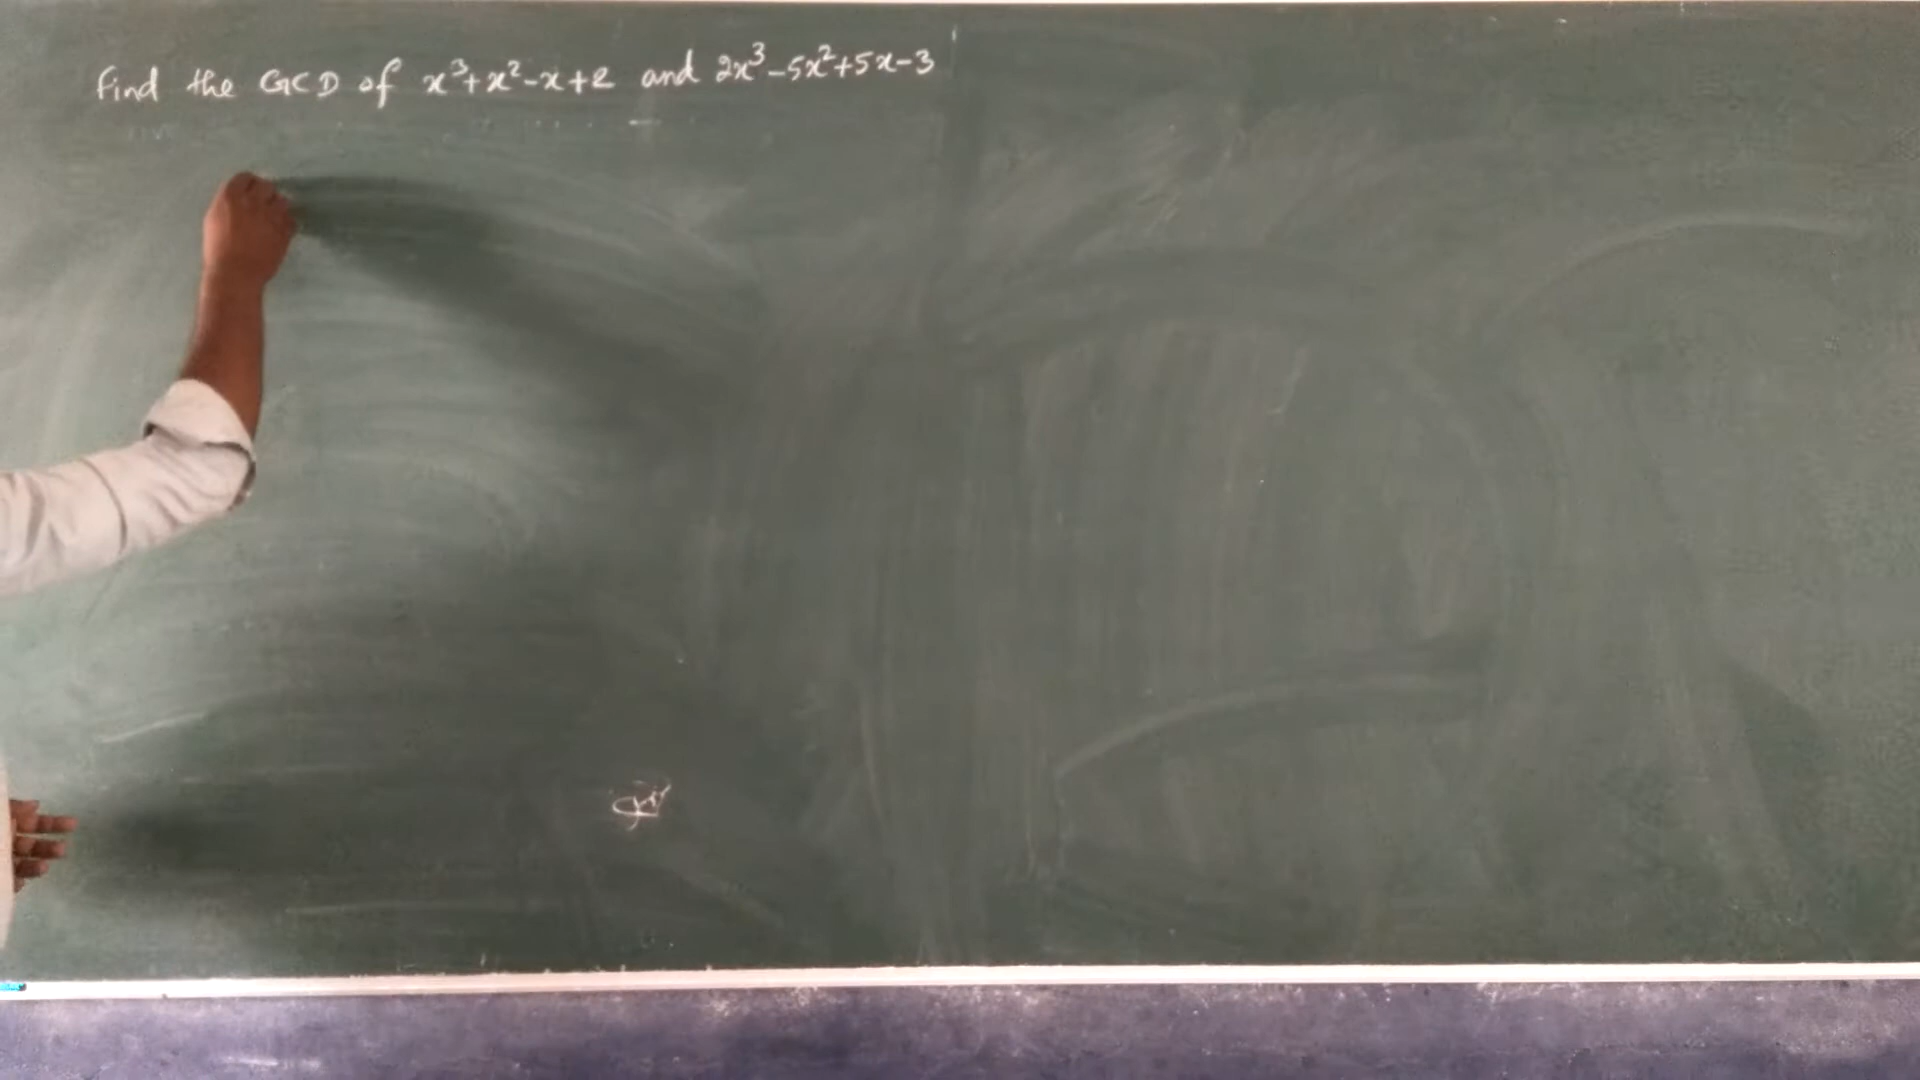 Find the GCD of x³+x²-x+2 and 2x³-5x²+5x-3